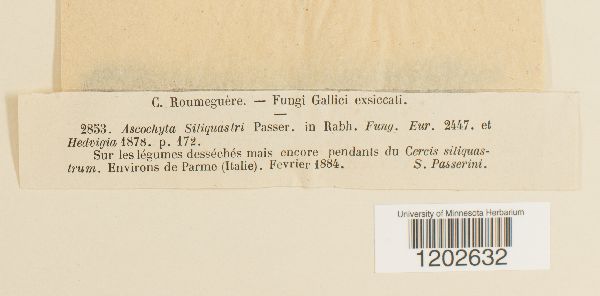 C. Roumeguère. — Fungi Gallici exsiccati.
2853. Ascochyta Siliquastri Passer. in Rabh. Fung. Eur. 2447. et
Hedvigia 1878. p. 172.
Sur les légumes desséchés mais encore pendants du Cercis siliquas-
trum. Environs de Parme (Italie). Fevrier 1884. S. Passerini.
University of Minnesota Herbarium
1202632